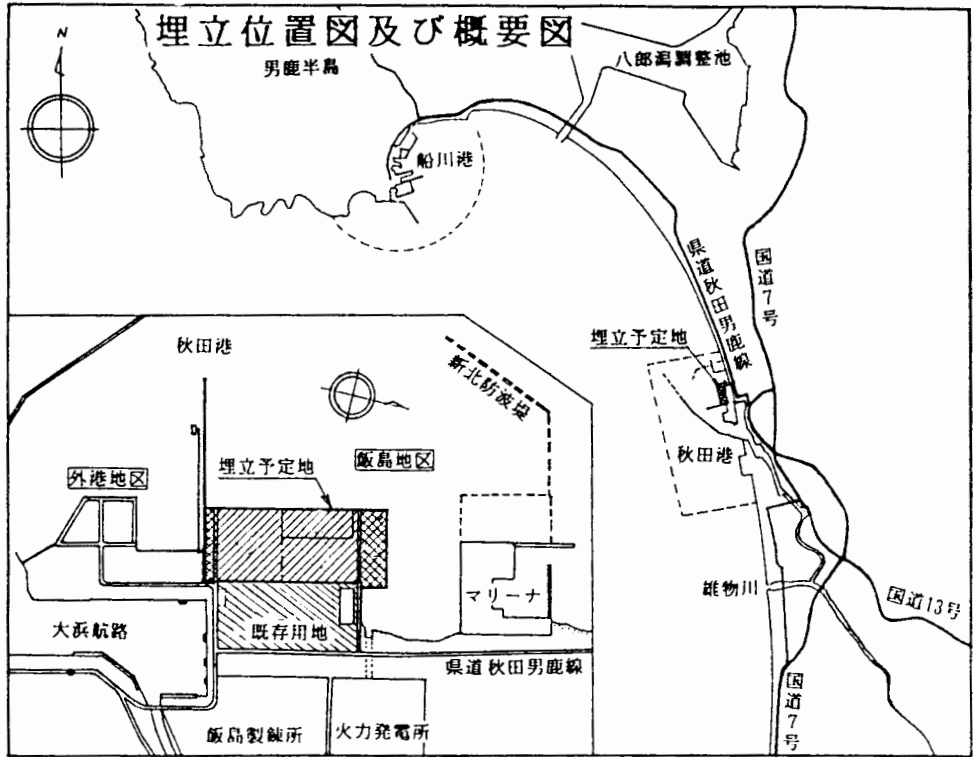 埋立位置図及び概要図
N
男鹿半島
八郎潟調整池
船川港
県道秋田男鹿線
国道7号
埋立予定地
秋田港
雄物川
国道13号
国道7号
秋田港
新北防波堤
飯島地区
外港地区
埋立予定地
マリーナ
大浜航路
既存用地
県道秋田男鹿線
飯島製錬所
火力発電所